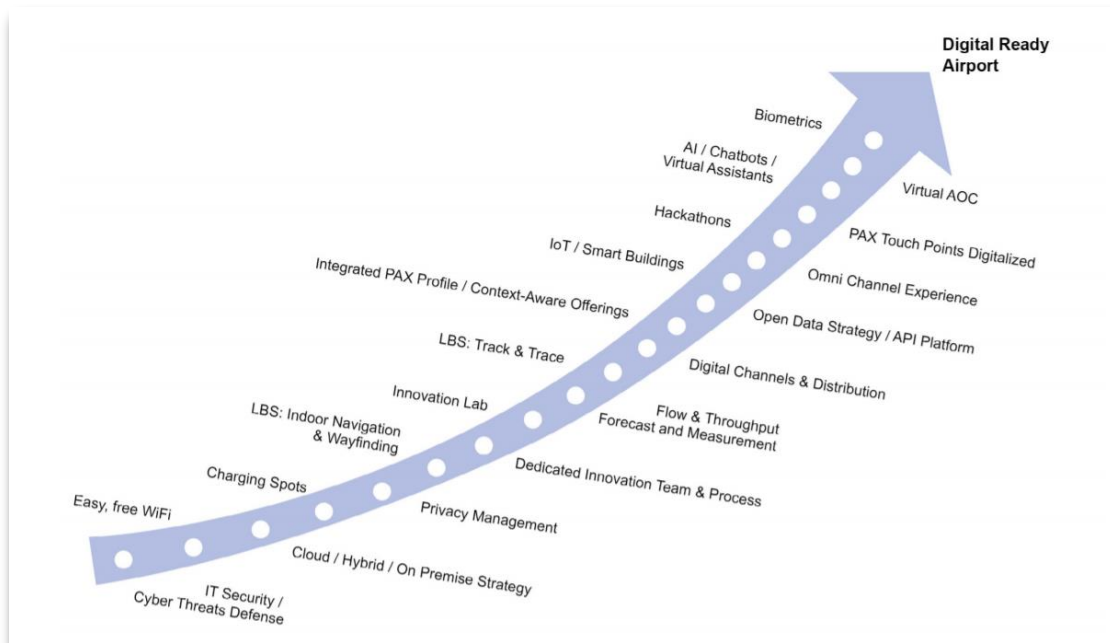 Digital Ready
Airport
Biometrics
AI / Chatbots /
Virtual Assistants
Hackathons
IoT / Smart Buildings
Integrated PAX Profile / Context-Aware Offerings
LBS: Track & Trace
Innovation Lab
LBS: Indoor Navigation
& Wayfinding
Charging Spots
Easy, free WiFi
Virtual AOC
PAX Touch Points Digitalized
Omni Channel Experience
Open Data Strategy / API Platform
Digital Channels & Distribution
Flow & Throughput
Forecast and Measurement
Dedicated Innovation Team & Process
Privacy Management
Cloud / Hybrid / On Premise Strategy
IT Security /
Cyber Threats Defense